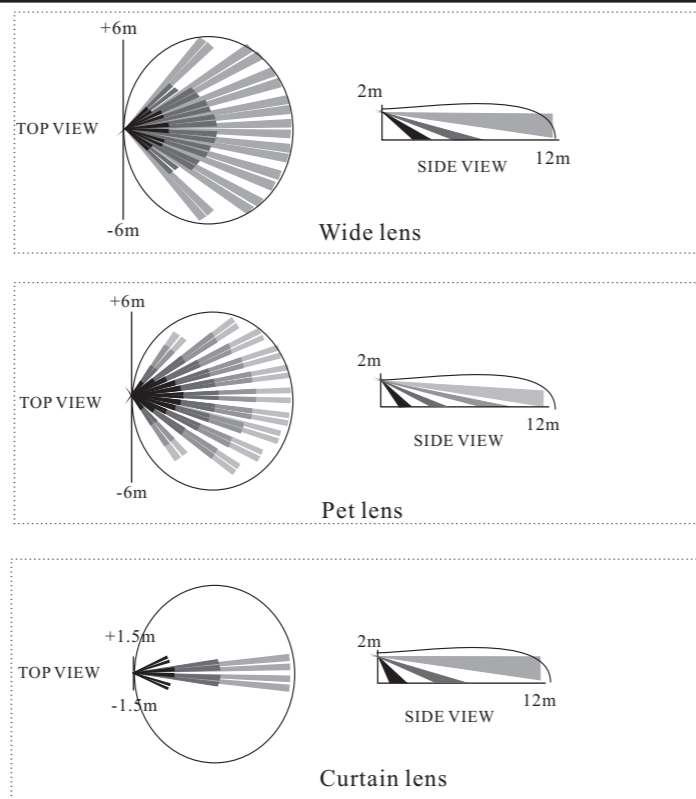 +6m
TOP VIEW
-6m
2m
SIDE VIEW
12m
Wide lens
+6m
TOP VIEW
-6m
2m
12m
SIDE VIEW
Pet lens
+1.5m
TOP VIEW
-1.5m
2m
12m
SIDE VIEW
Curtain lens